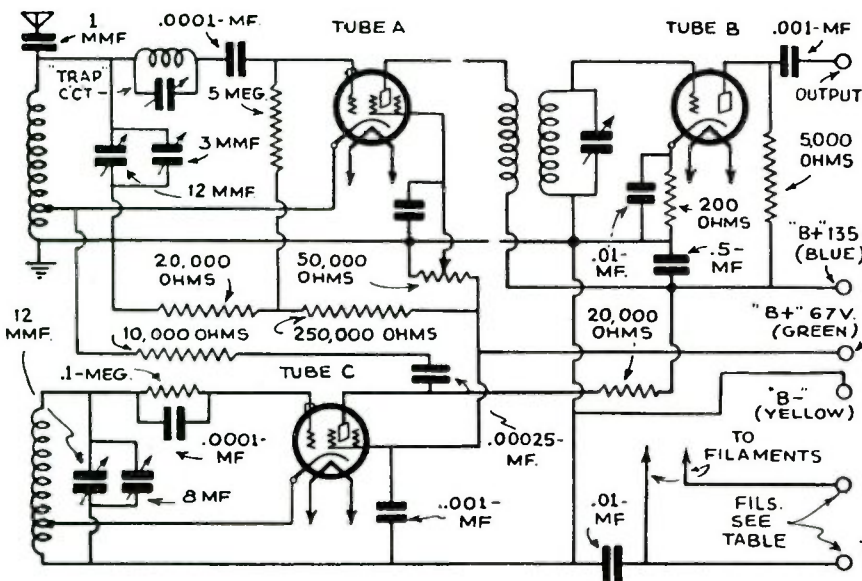 1
MMF
.0001-MF.
TUBE A
TUBE B
.001-MF
"TRAP"
CCT-
5 MEG.
OUTPUT
3 MMF
12 MMF.
5,000
OHMS
200
OHMS
.01-
MF.
.5-
MF
"B+" 135
(BLUE)
20,000
OHMS
50,000
OHMS
12
MMF.
10,000 OHMS
250,000 OHMS
20,000
OHMS
"B+" 67V.
(GREEN)
.1-MEG.
TUBE C
"B-"
(YELLOW)
.0001-
MF
.00025-
MF.
TO
FILAMENTS
8 MF
.001-
MF
.01-
MF
FILS.
SEE
TABLE